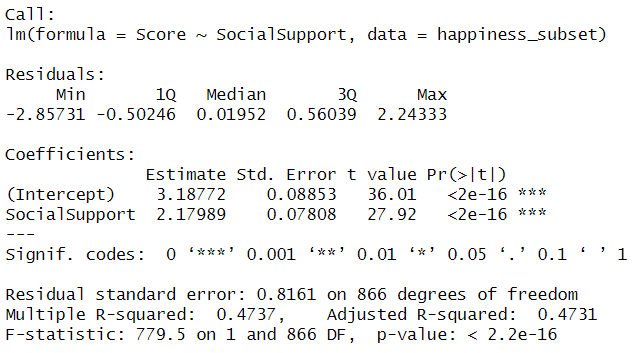 Call:
lm(formula = Score ~ SocialSupport, data = happiness_subset)
Residuals:
Min 1Q Median 3Q Max
-2.85731 -0.50246 0.01952 0.56039 2.24333
Coefficients:
Estimate Std. Error t value Pr(>|t|)
(Intercept) 3.18772 0.08853 36.01 <2e-16 ***
SocialSupport 2.17989 0.07808 27.92 <2e-16 ***
---
Signif. codes: 0 ‘***’ 0.001 ‘**’ 0.01 ‘*’ 0.05 ‘.’ 0.1 ‘ ’ 1
Residual standard error: 0.8161 on 866 degrees of freedom
Multiple R-squared: 0.4737, Adjusted R-squared: 0.4731
F-statistic: 779.5 on 1 and 866 DF, p-value: < 2.2e-16